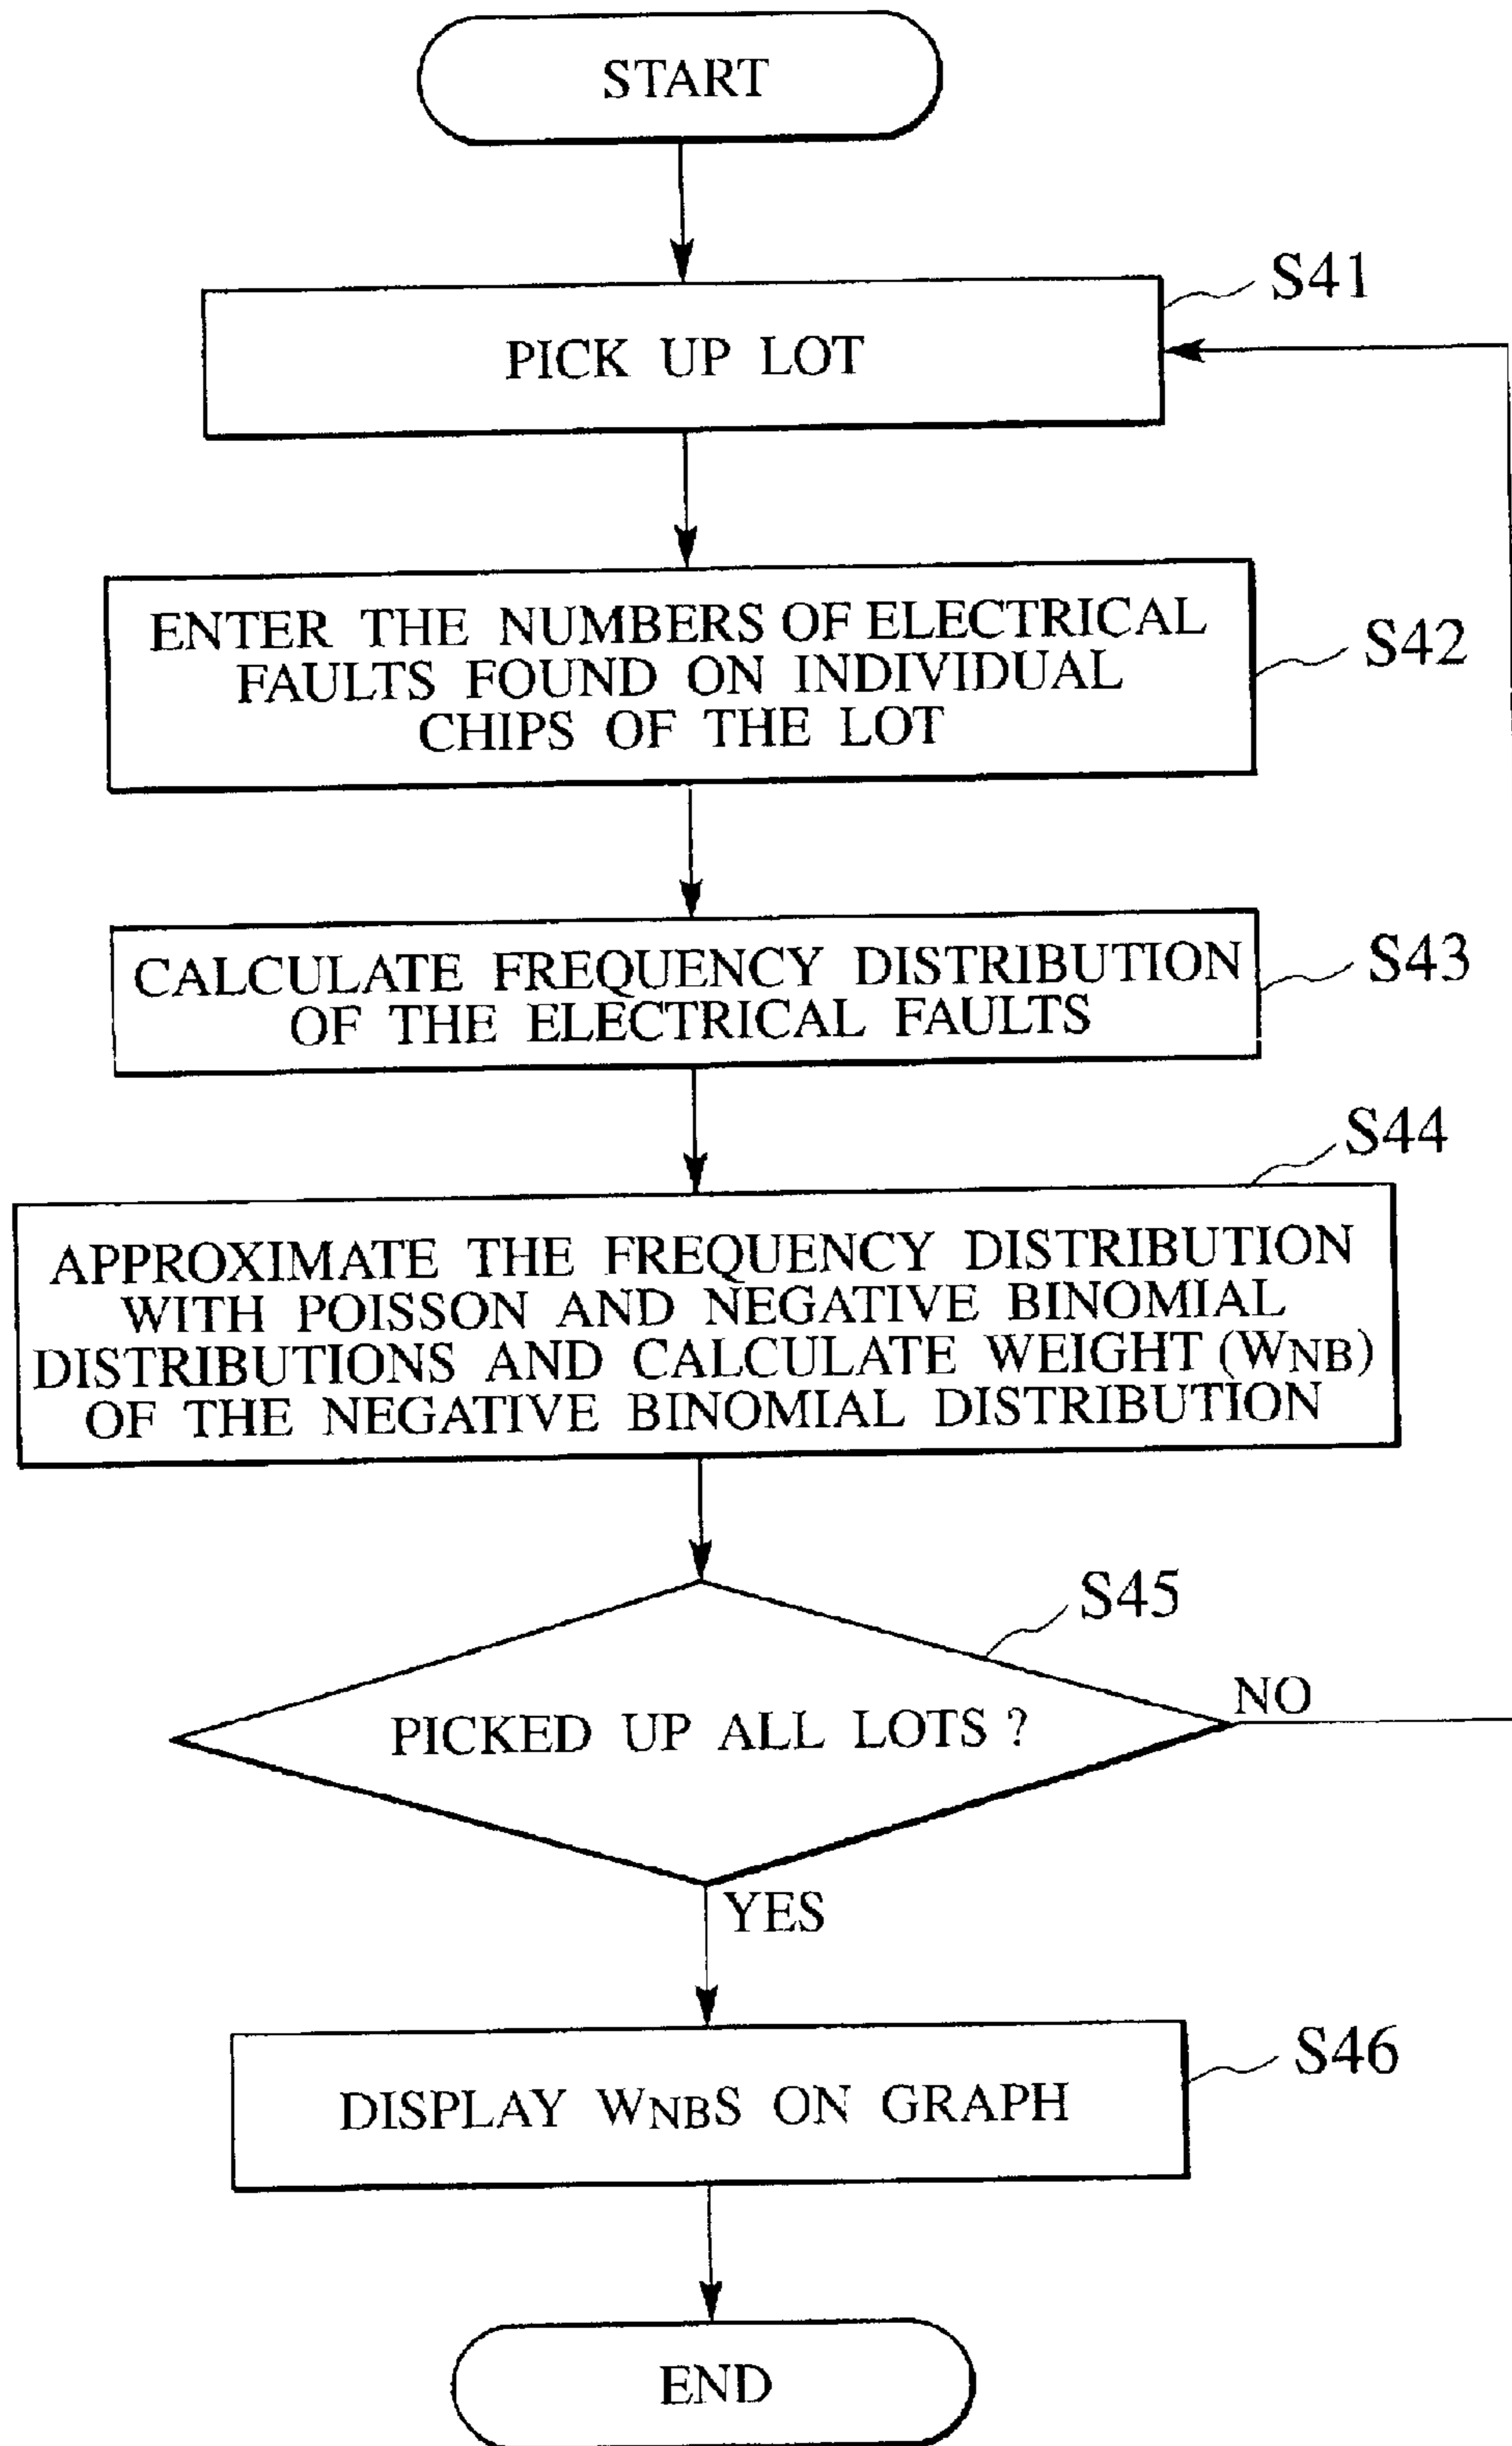 START
S41
PICK UP LOT
ENTER THE NUMBERS OF ELECTRICAL
FAULTS FOUND ON INDIVIDUAL
CHIPS OF THE LOT
S42
CALCULATE FREQUENCY DISTRIBUTION
OF THE ELECTRICAL FAULTS
S43
S44
APPROXIMATE THE FREQUENCY DISTRIBUTION
WITH POISSON AND NEGATIVE BINOMIAL
DISTRIBUTIONS AND CALCULATE WEIGHT (WNB)
OF THE NEGATIVE BINOMIAL DISTRIBUTION
S45
PICKED UP ALL LOTS ?
NO
YES
S46
DISPLAY WNBS ON GRAPH
END